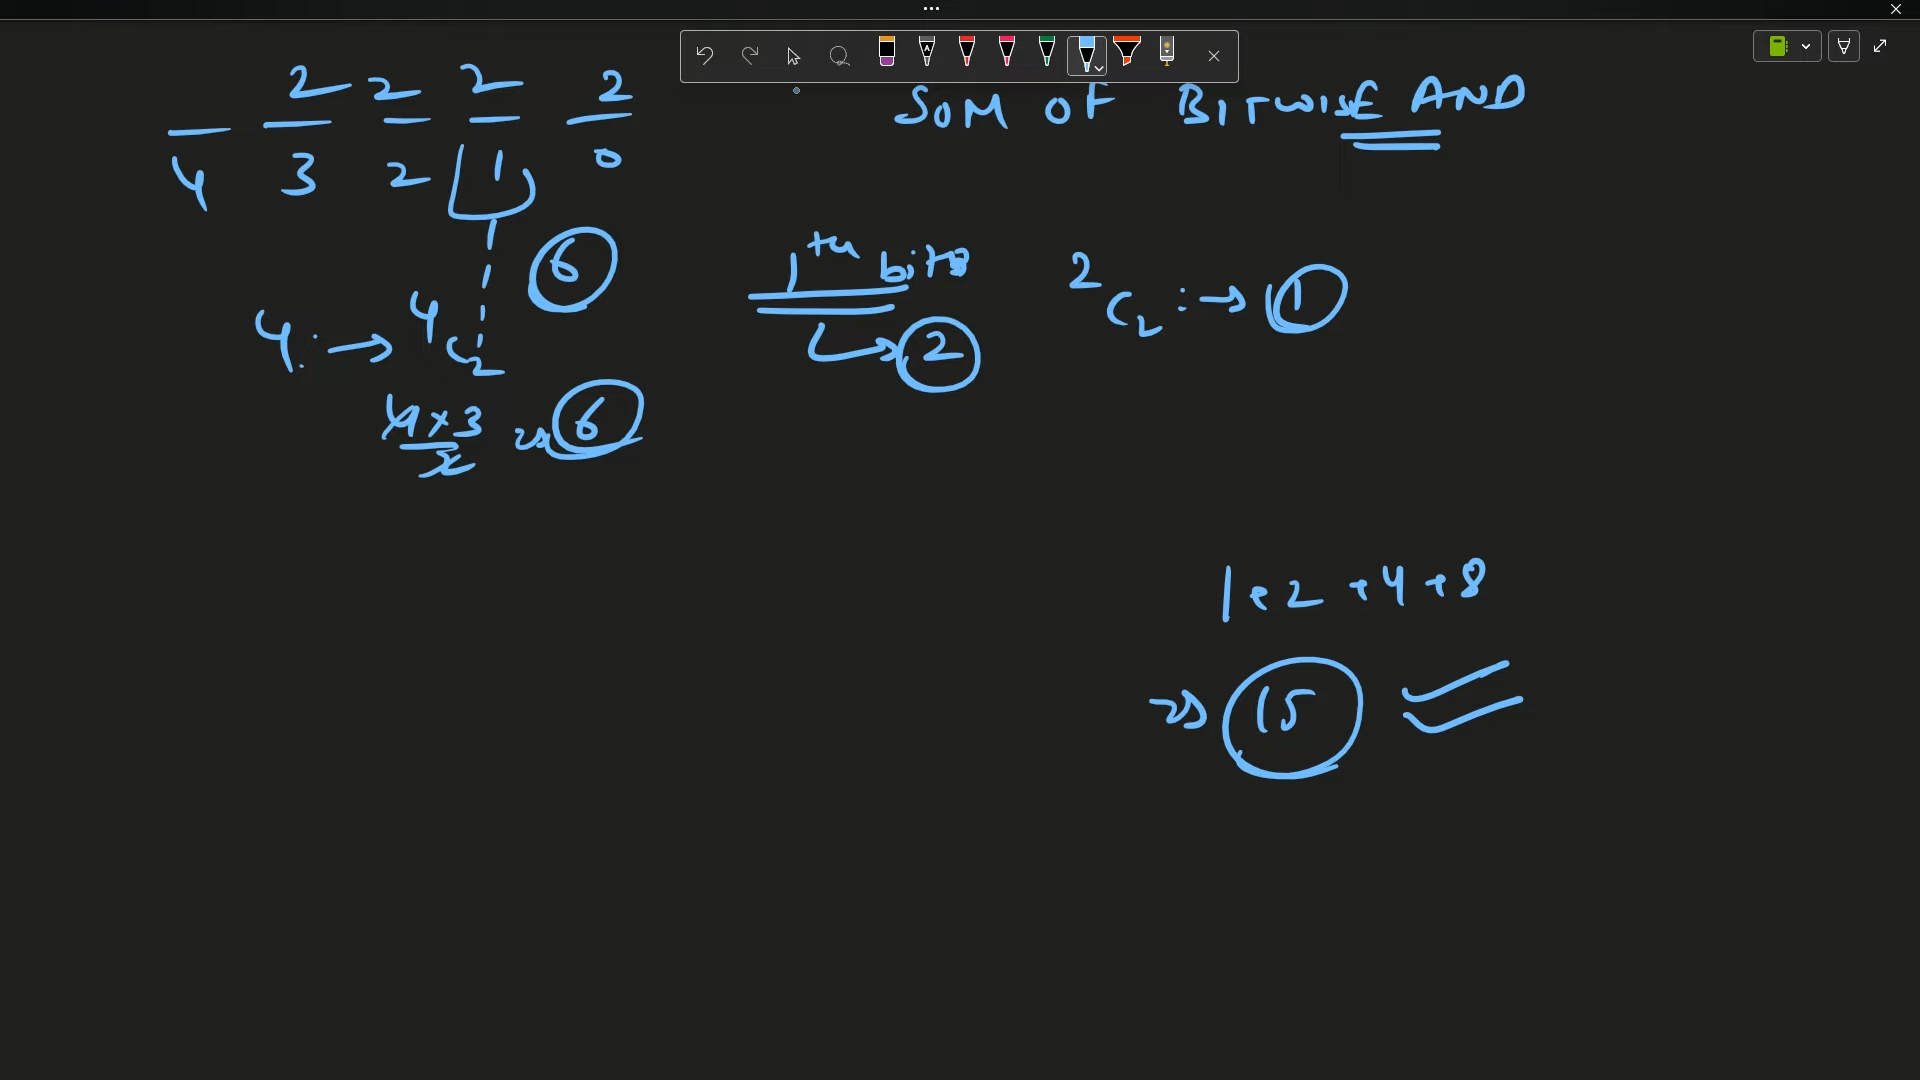 2 2 2 2
SUM OF BITWISE AND
4 3 2 1 0
6
1th bits
2C2 : → 1
4 : → 4C2
2
4 x 3 / 2 => 6
1 + 2 + 4 + 8
=> 15